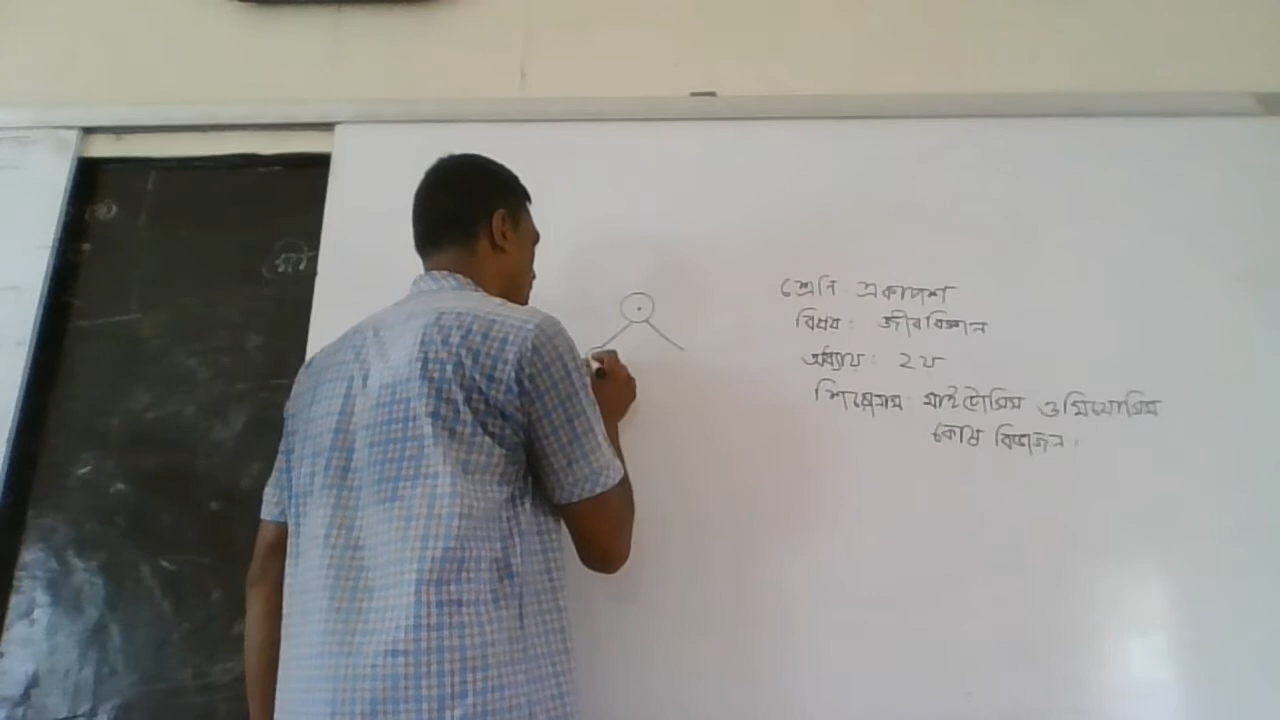 শ্রেণি একাদশ
বিষয়: জীববিজ্ঞান
অধ্যায়: ২য়
মাইটোসিস ও মিয়োসিস
কোষ বিভাজন।